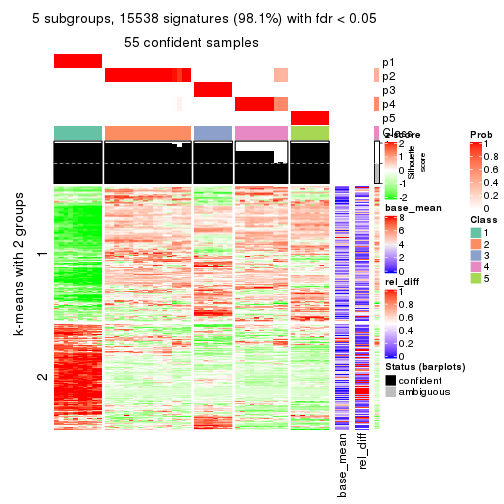 5 subgroups, 15538 signatures (98.1%) with fdr < 0.05
55 confident samples
p1
p2
p3
p4
p5
Class
Silhouette
score
k-means with 2 groups
1
2
base_mean
rel_diff
z-score
2
1
0
-1
-2
base_mean
8
6
4
2
0
rel_diff
1
0.8
0.6
0.4
0.2
0
Status (barplots)
confident
ambiguous
Prob
1
0.8
0.6
0.4
0.2
0
Class
1
2
3
4
5